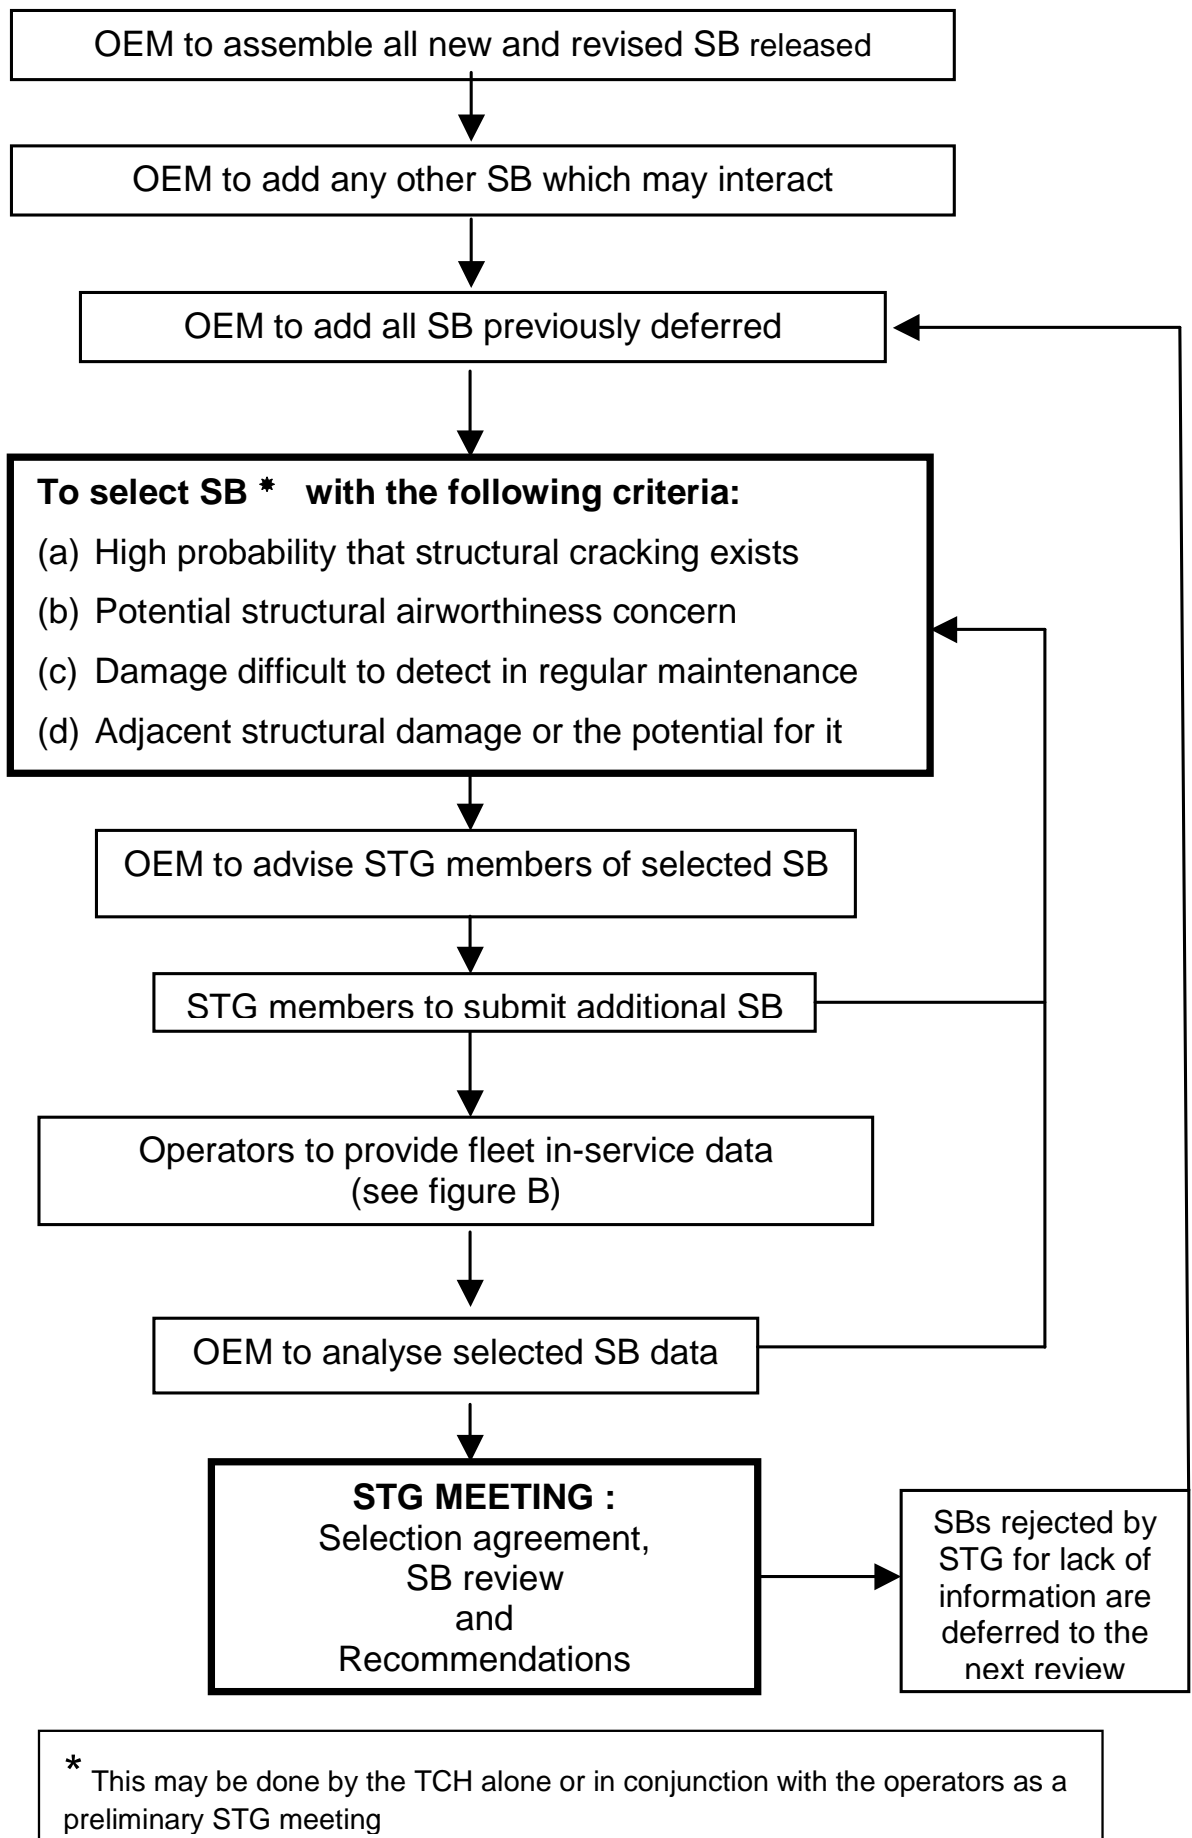 OEM to assemble all new and revised SB released
OEM to add any other SB which may interact
OEM to add all SB previously deferred
To select SB * with the following criteria:
(a) High probability that structural cracking exists
(b) Potential structural airworthiness concern
(c) Damage difficult to detect in regular maintenance
(d) Adjacent structural damage or the potential for it
OEM to advise STG members of selected SB
STG members to submit additional SB
Operators to provide fleet in-service data
(see figure B)
OEM to analyse selected SB data
STG MEETING :
Selection agreement,
SB review
and
Recommendations
SBs rejected by
STG for lack of
information are
deferred to the
next review
* This may be done by the TCH alone or in conjunction with the operators as a
preliminary STG meeting